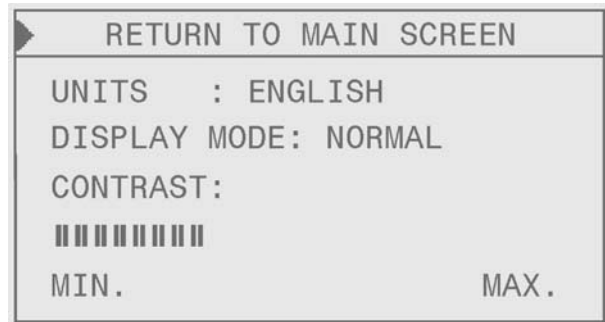 RETURN TO MAIN SCREEN
UNITS : ENGLISH
DISPLAY MODE: NORMAL
CONTRAST:
MIN. MAX.